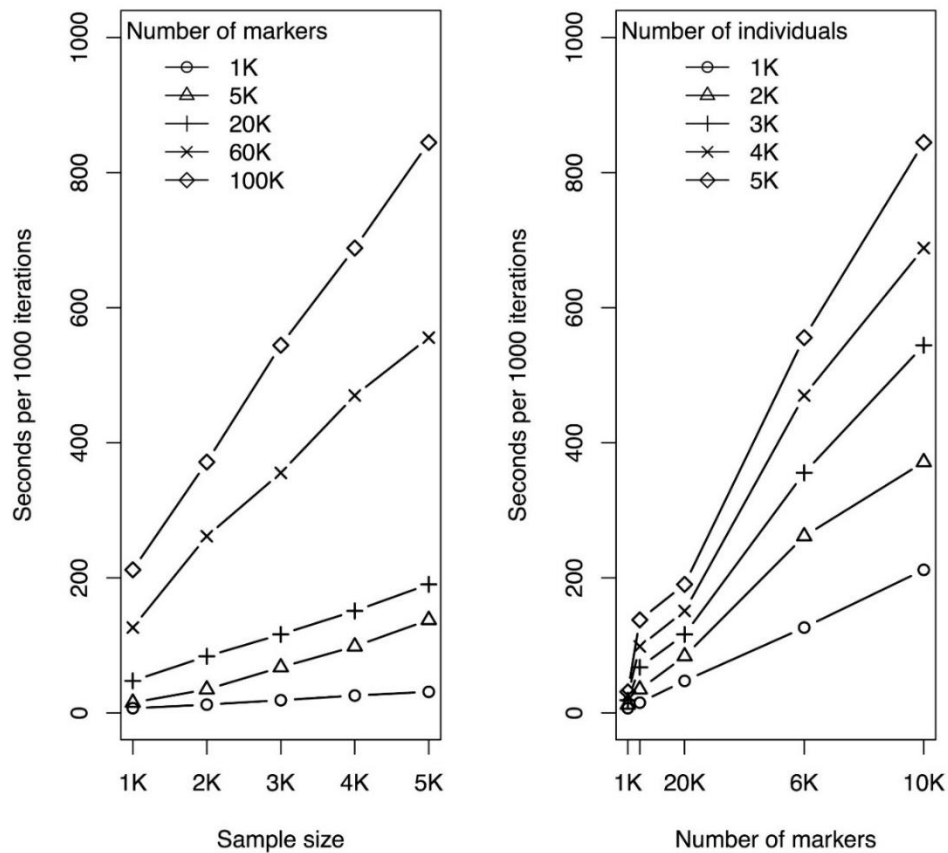 Number of markers
1K
5K
20K
60K
100K
Seconds per 1000 iterations
0
200
400
600
800
1000
1K
2K
3K
4K
5K
Sample size
Number of individuals
1K
2K
3K
4K
5K
Seconds per 1000 iterations
0
200
400
600
800
1000
1K
20K
6K
10K
Number of markers